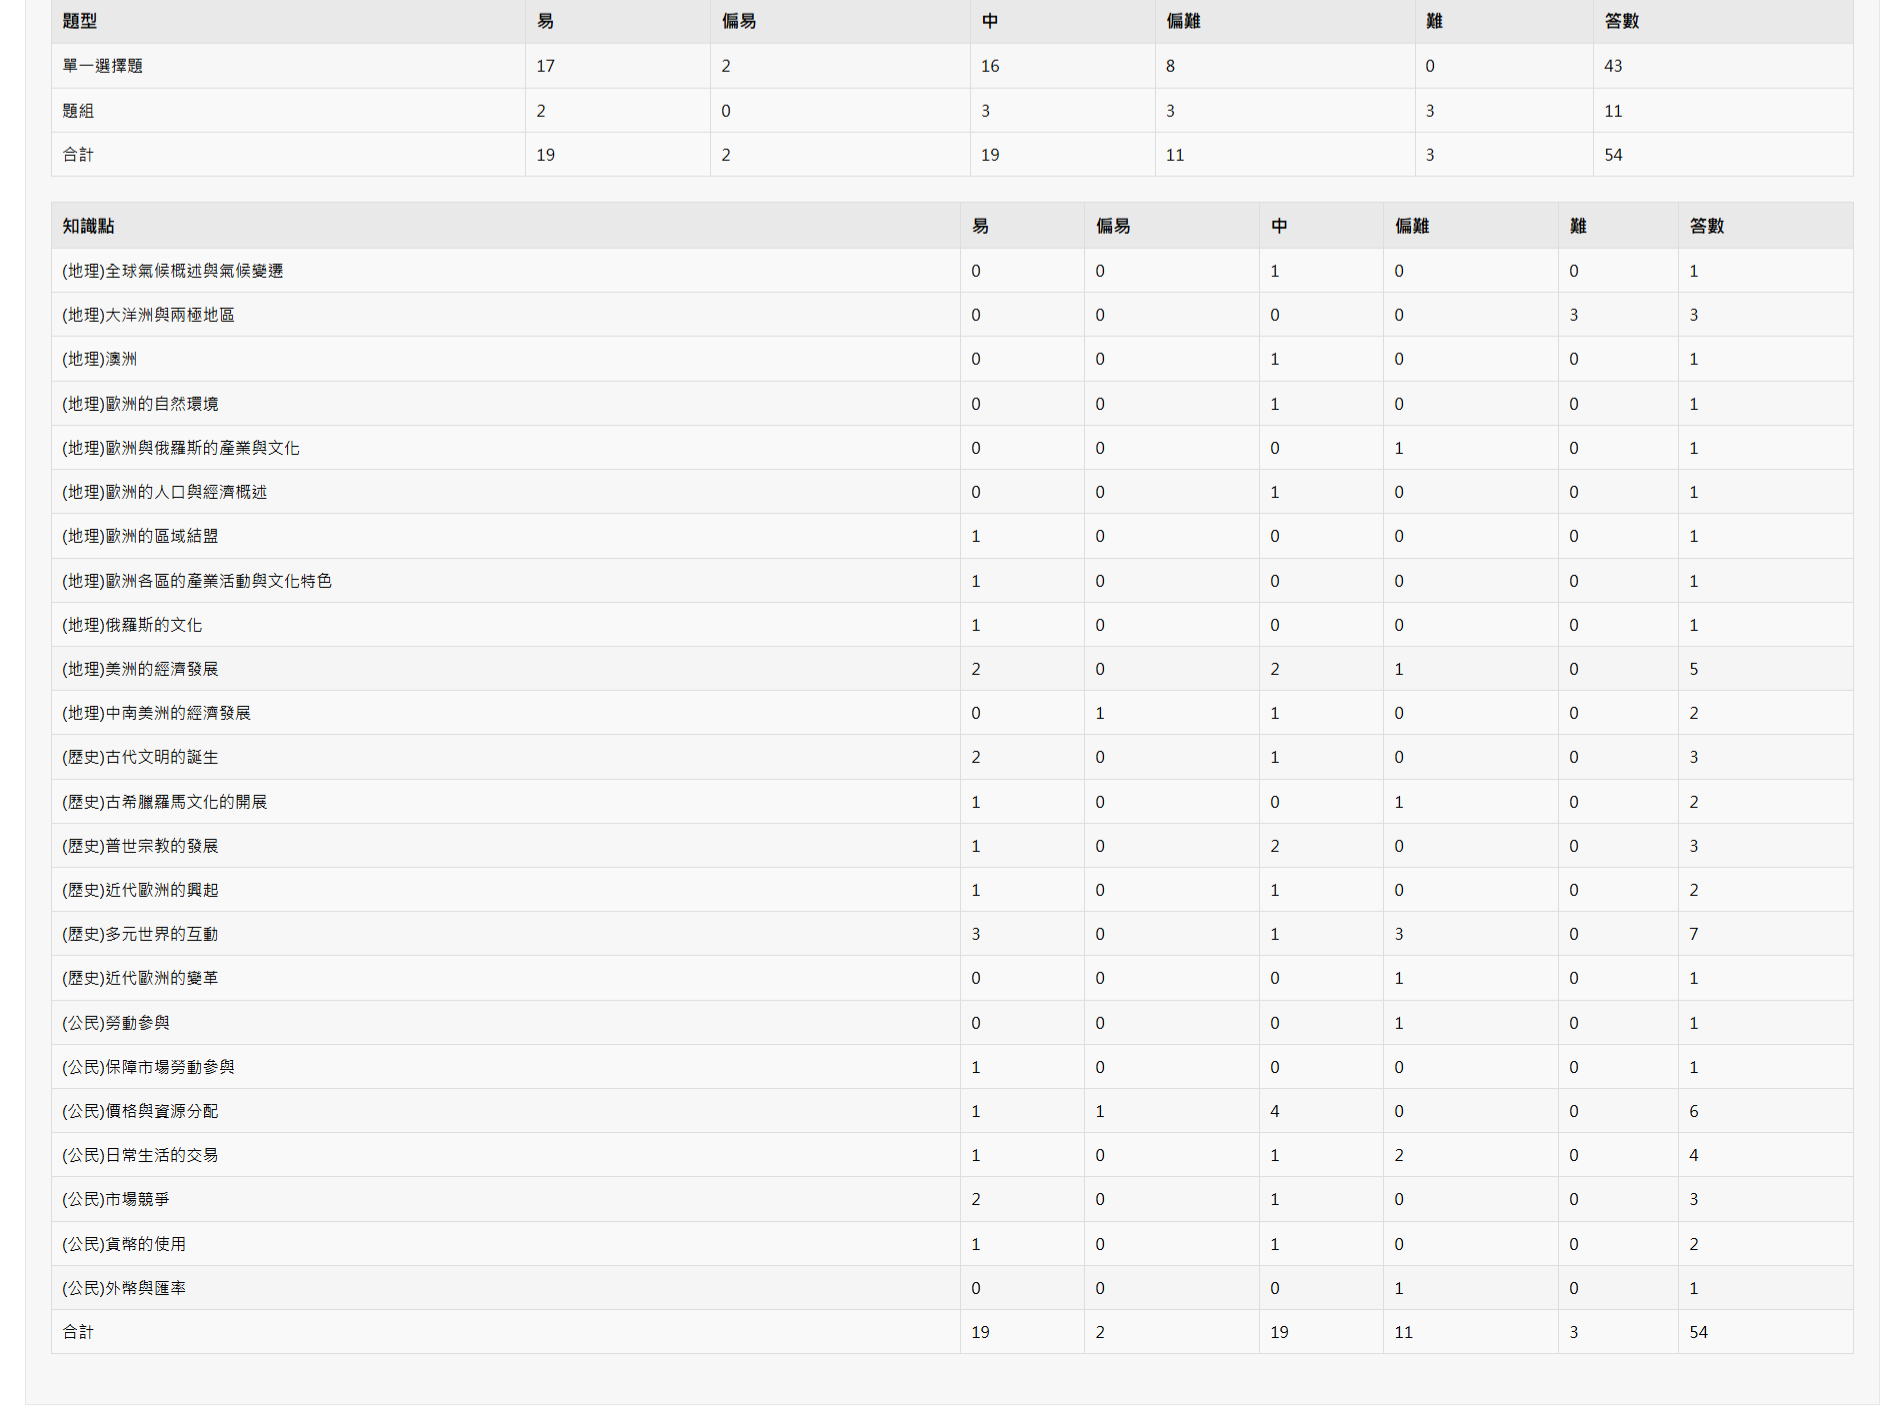 題型 易 偏易 中 偏難 難 答數
單一選擇題 17 2 16 8 0 43
題組 2 0 3 3 3 11
合計 19 2 19 11 3 54
知識點 易 偏易 中 偏難 難 答數
(地理)全球氣候概述與氣候變遷 0 0 1 0 0 1
(地理)大洋洲與兩極地區 0 0 0 0 3 3
(地理)澳洲 0 0 1 0 0 1
(地理)歐洲的自然環境 0 0 1 0 0 1
(地理)歐洲與俄羅斯的產業與文化 0 0 0 1 0 1
(地理)歐洲的人口與經濟概述 0 0 1 0 0 1
(地理)歐洲的區域結盟 1 0 0 0 0 1
(地理)歐洲各區的產業活動與文化特色 1 0 0 0 0 1
(地理)俄羅斯的文化 1 0 0 0 0 1
(地理)美洲的經濟發展 2 0 2 1 0 5
(地理)中南美洲的經濟發展 0 1 1 0 0 2
(歷史)古代文明的誕生 2 0 1 0 0 3
(歷史)古希臘羅馬文化的開展 1 0 0 1 0 2
(歷史)普世宗教的發展 1 0 2 0 0 3
(歷史)近代歐洲的興起 1 0 1 0 0 2
(歷史)多元世界的互動 3 0 1 3 0 7
(歷史)近代歐洲的變革 0 0 0 1 0 1
(公民)勞動參與 0 0 0 1 0 1
(公民)保障市場勞動參與 1 0 0 0 0 1
(公民)價格與資源分配 1 1 4 0 0 6
(公民)日常生活的交易 1 0 1 2 0 4
(公民)市場競爭 2 0 1 0 0 3
(公民)貨幣的使用 1 0 1 0 0 2
(公民)外幣與匯率 0 0 0 1 0 1
合計 19 2 19 11 3 54